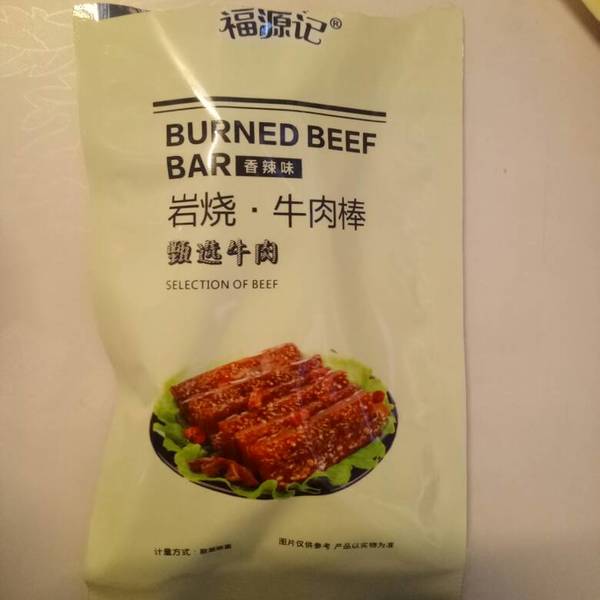 福源记®
BURNED BEEF
BAR 香辣味
岩烧·牛肉棒
甄选牛肉
SELECTION OF BEEF
计量方式:
图片仅供参考 产品以实物为准